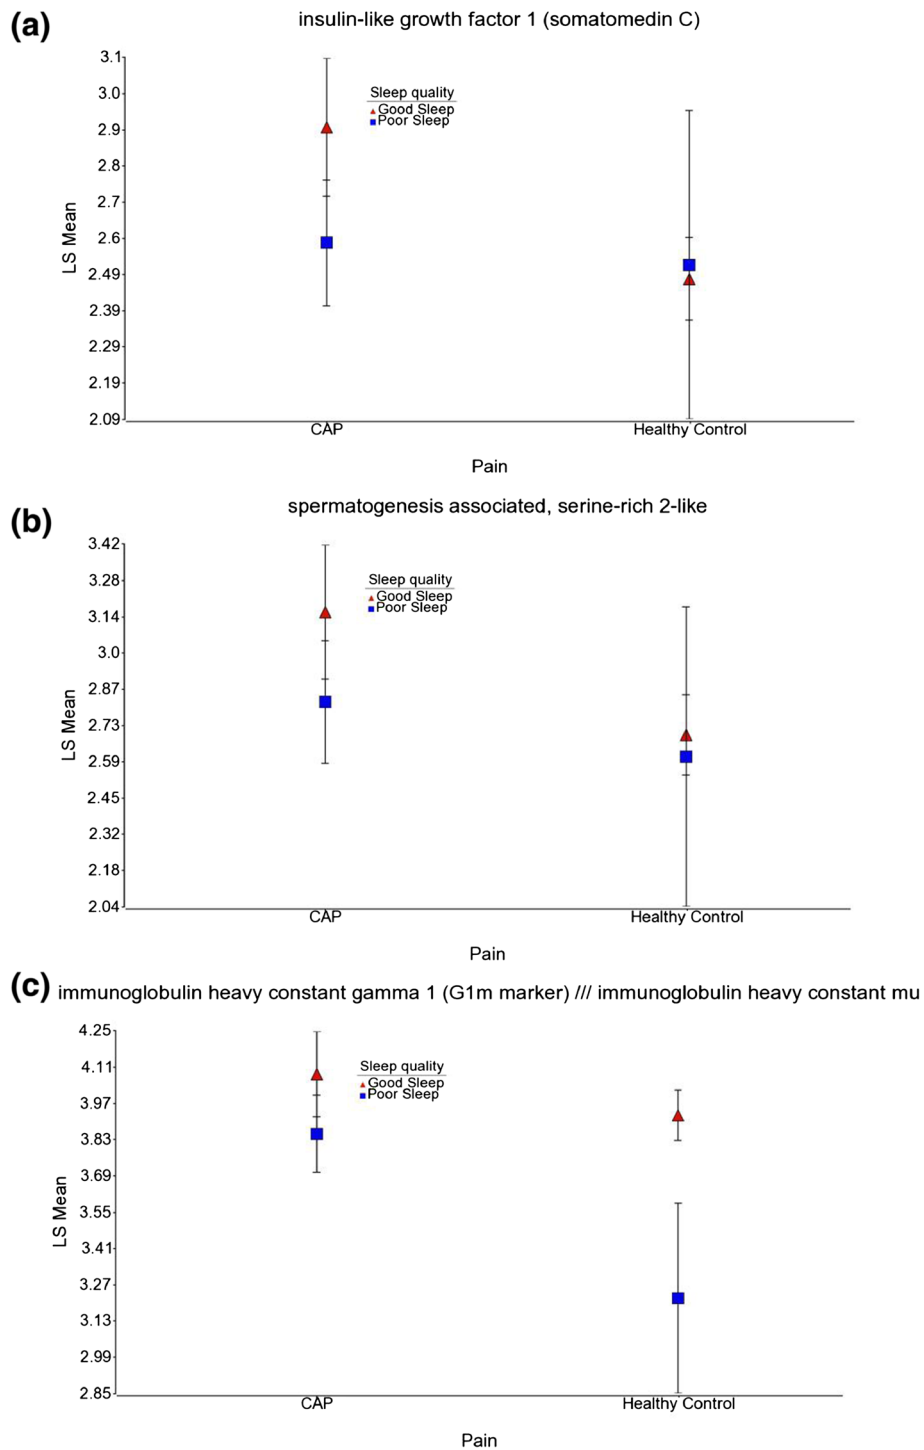 (a)
insulin-like growth factor 1 (somatomedin C)
3.1
3.0
2.9
2.8
2.7
2.6
2.49
2.39
2.29
2.19
2.09
LS Mean
Sleep quality
Good Sleep
Poor Sleep
CAP
Healthy Control
Pain
(b)
spermatogenesis associated, serine-rich 2-like
3.42
3.28
3.14
3.0
2.87
2.73
2.59
2.45
2.32
2.18
2.04
LS Mean
Sleep quality
Good Sleep
Poor Sleep
CAP
Healthy Control
Pain
(c)
immunoglobulin heavy constant gamma 1 (G1m marker) /// immunoglobulin heavy constant mu
4.25
4.11
3.97
3.83
3.69
3.55
3.41
3.27
3.13
2.99
2.85
LS Mean
Sleep quality
Good Sleep
Poor Sleep
CAP
Healthy Control
Pain